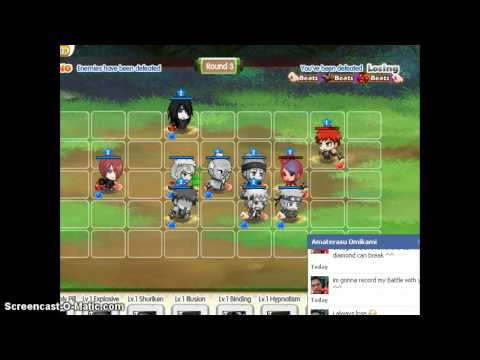 Enemies have been defeated
Round 3
You've been defeated
Losing
Beats
Beats
Beats
Amaterasu Omikami
diamond can break ^^
Today
im gonna record my battle with
^^
Today
i always lose
Lv.1 Explosive
Lv.1 Shuriken
Lv.1 Illusion
Lv.1 Binding
Lv.1 Hypnotism
Screencast-O-Matic.com